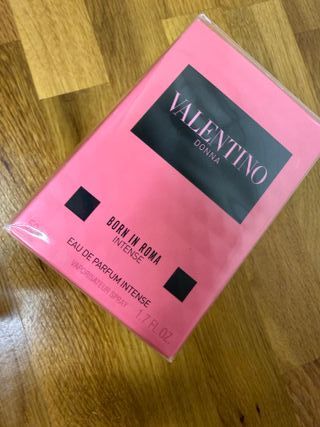 VALENTINO
DONNA
BORN IN ROMA
INTENSE
EAU DE PARFUM INTENSE
VAPORISATEUR SPRAY
1.7 FL.OZ.